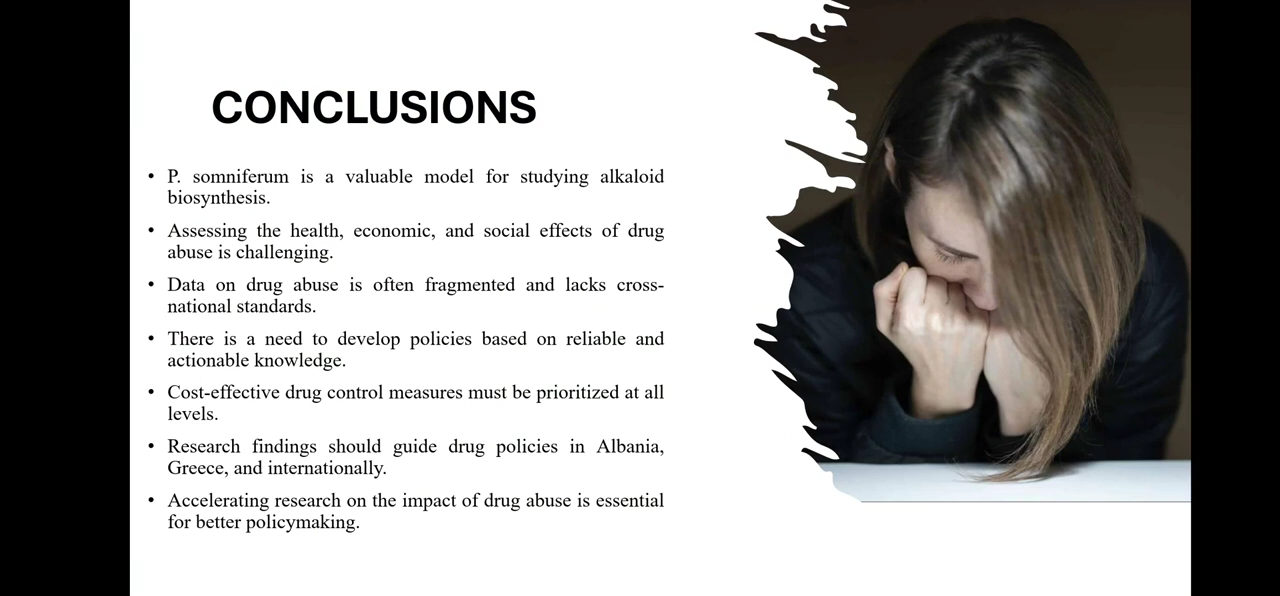 CONCLUSIONS
• P. somniferum is a valuable model for studying alkaloid
biosynthesis.
• Assessing the health, economic, and social effects of drug
abuse is challenging.
• Data on drug abuse is often fragmented and lacks cross-
national standards.
• There is a need to develop policies based on reliable and
actionable knowledge.
• Cost-effective drug control measures must be prioritized at all
levels.
• Research findings should guide drug policies in Albania,
Greece, and internationally.
• Accelerating research on the impact of drug abuse is essential
for better policymaking.